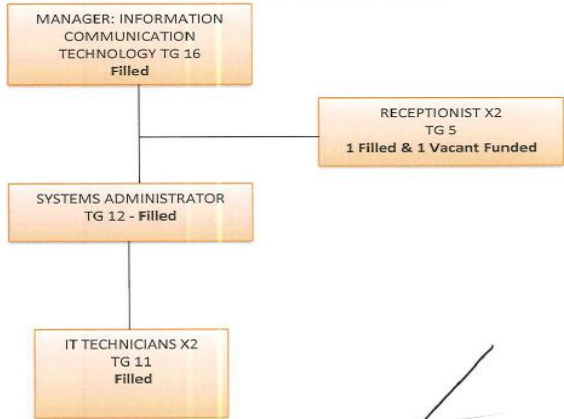 MANAGER: INFORMATION
COMMUNICATION
TECHNOLOGY TG 16
Filled
RECEPTIONIST X2
TG 5
1 Filled & 1 Vacant Funded
SYSTEMS ADMINISTRATOR
TG 12 - Filled
IT TECHNICIANS X2
TG 11
Filled